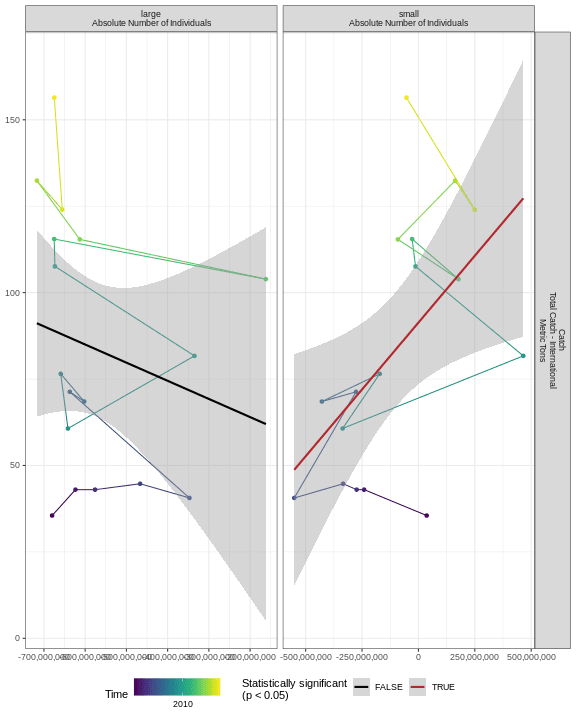 large
Absolute Number of Individuals
small
Absolute Number of Individuals
150
100
50
0
Catch
Total Catch - International
Metric Tons
-500,000,000 -250,000,000 0 250,000,000 500,000,000
Time
2010
Statistically significant
(p < 0.05)
FALSE
TRUE